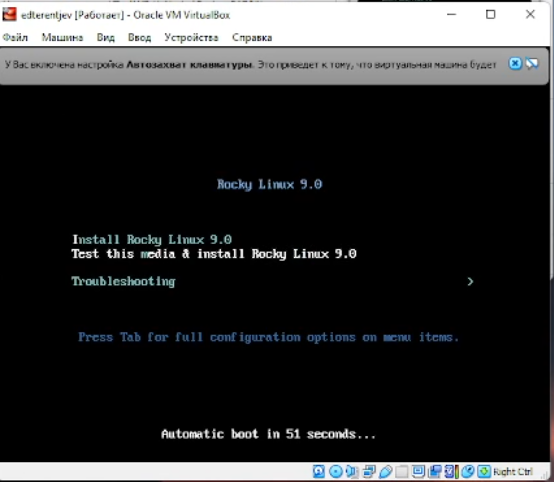 edterentjev [Работает] - Oracle VM VirtualBox
Файл Машина Вид Ввод Устройства Справка
У Вас включена настройка Автозахват клавиатуры. Это приведет к тому, что виртуальная машина будет
Rocky Linux 9.0
Install Rocky Linux 9.0
Test this media & install Rocky Linux 9.0
Troubleshooting >
Press Tab for full configuration options on menu items.
Automatic boot in 51 seconds...
Right Ctrl